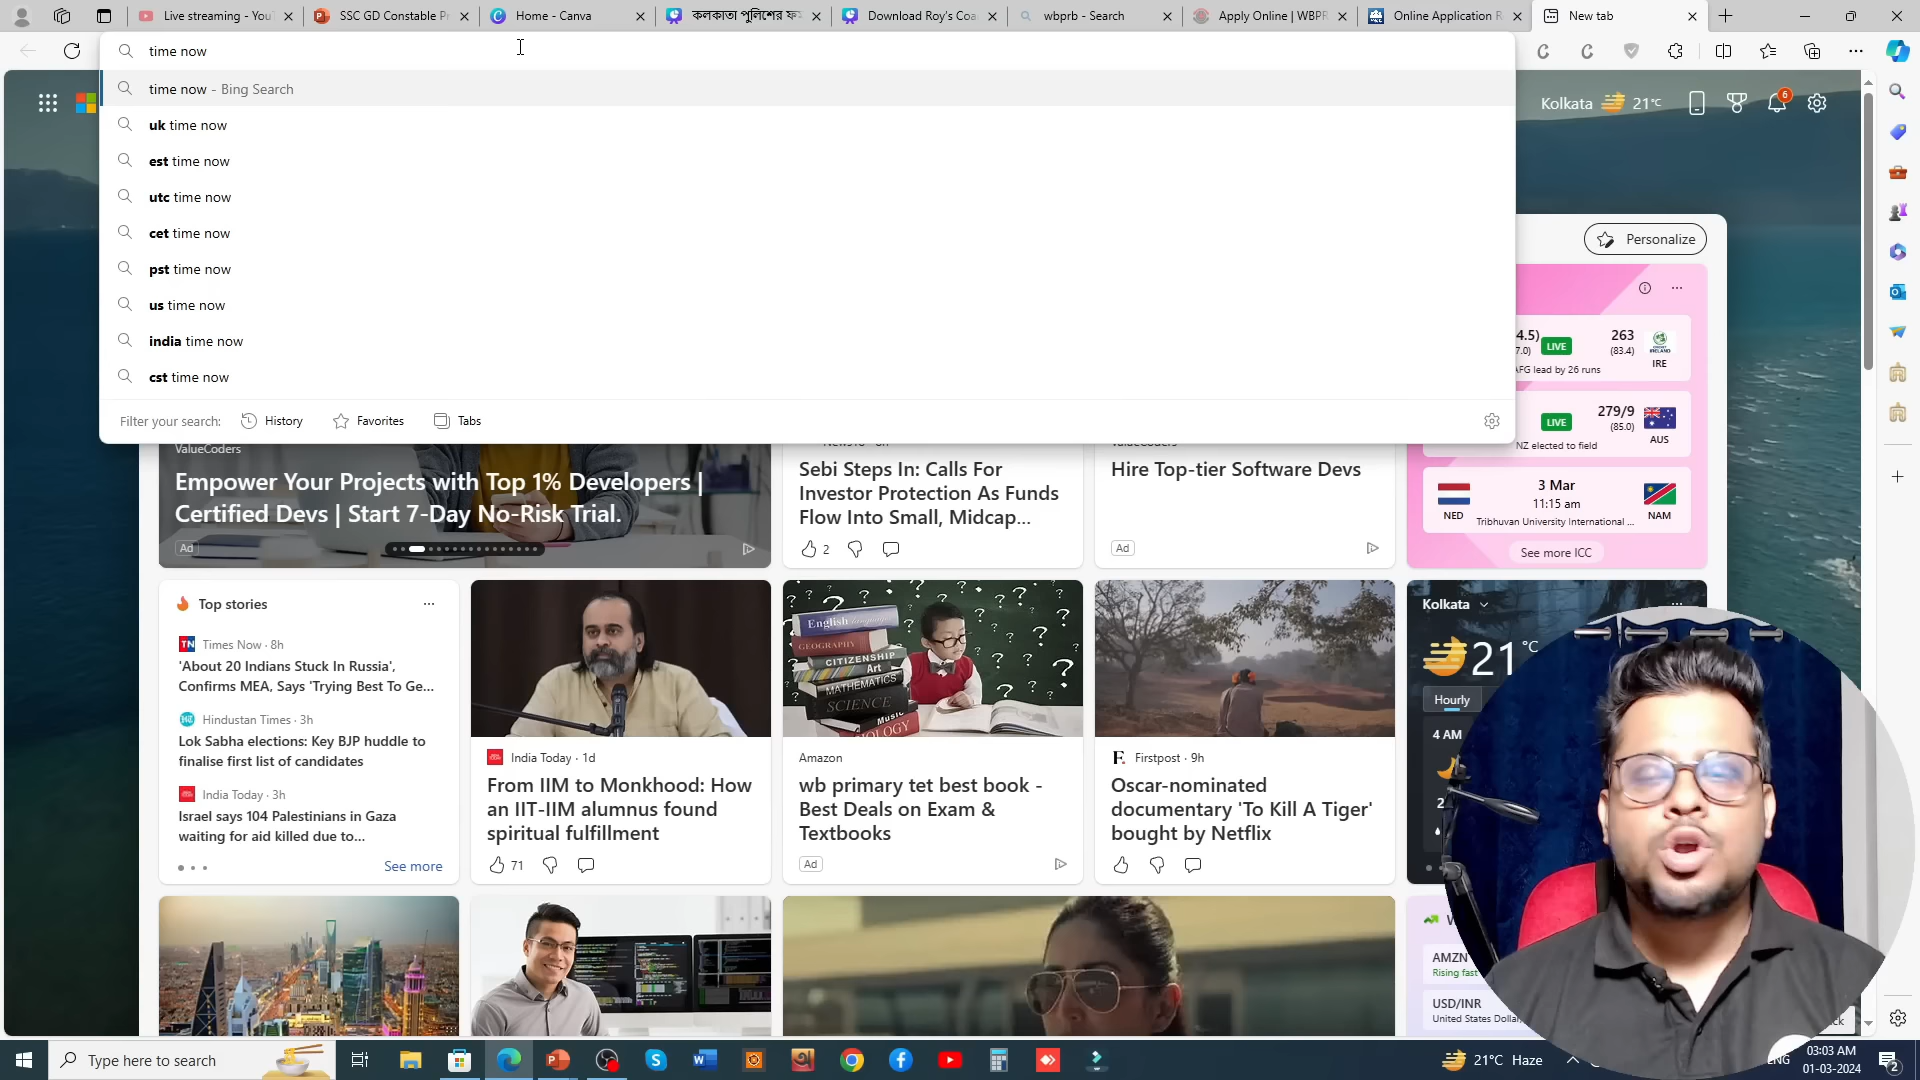 Live streaming - You
SSC GD Constable P
Home - Canva
কলকাতা পুলিশের ফ
Download Roy's Coa
wbprb - Search
Apply Online | WBPR
Online Application R
New tab
time now
time now - Bing Search
uk time now
est time now
utc time now
cet time now
pst time now
us time now
india time now
cst time now
Filter your search:
History
Favorites
Tabs
Kolkata
21°C
6
Personalize
4.5)
7.0)
LIVE
263
(83.4)
IRE
AFG lead by 26 runs
LIVE
279/9
(85.0)
AUS
NZ elected to field
3 Mar
11:15 am
NED
NAM
Tribhuvan University International ...
See more ICC
ValueCoders
Empower Your Projects with Top 1% Developers |
Certified Devs | Start 7-Day No-Risk Trial.
Ad
Sebi Steps In: Calls For
Investor Protection As Funds
Flow Into Small, Midcap...
2
ValueCoders
Hire Top-tier Software Devs
Ad
Top stories
TN Times Now · 8h
'About 20 Indians Stuck In Russia',
Confirms MEA, Says 'Trying Best To Ge...
HT Hindustan Times · 3h
Lok Sabha elections: Key BJP huddle to
finalise first list of candidates
India Today · 3h
Israel says 104 Palestinians in Gaza
waiting for aid killed due to...
See more
India Today · 1d
From IIM to Monkhood: How
an IIT-IIM alumnus found
spiritual fulfillment
71
English language
GEOGRAPHY
CITIZENSHIP
Art
MATHEMATICS
SCIENCE
Music
Amazon
wb primary tet best book -
Best Deals on Exam &
Textbooks
Ad
F. Firstpost · 9h
Oscar-nominated
documentary 'To Kill A Tiger'
bought by Netflix
Kolkata
21 °C
Hourly
4 AM
AMZN
Rising fast
USD/INR
United States Dollar
Type here to search
21°C Haze
ENG
03:03 AM
01-03-2024
2